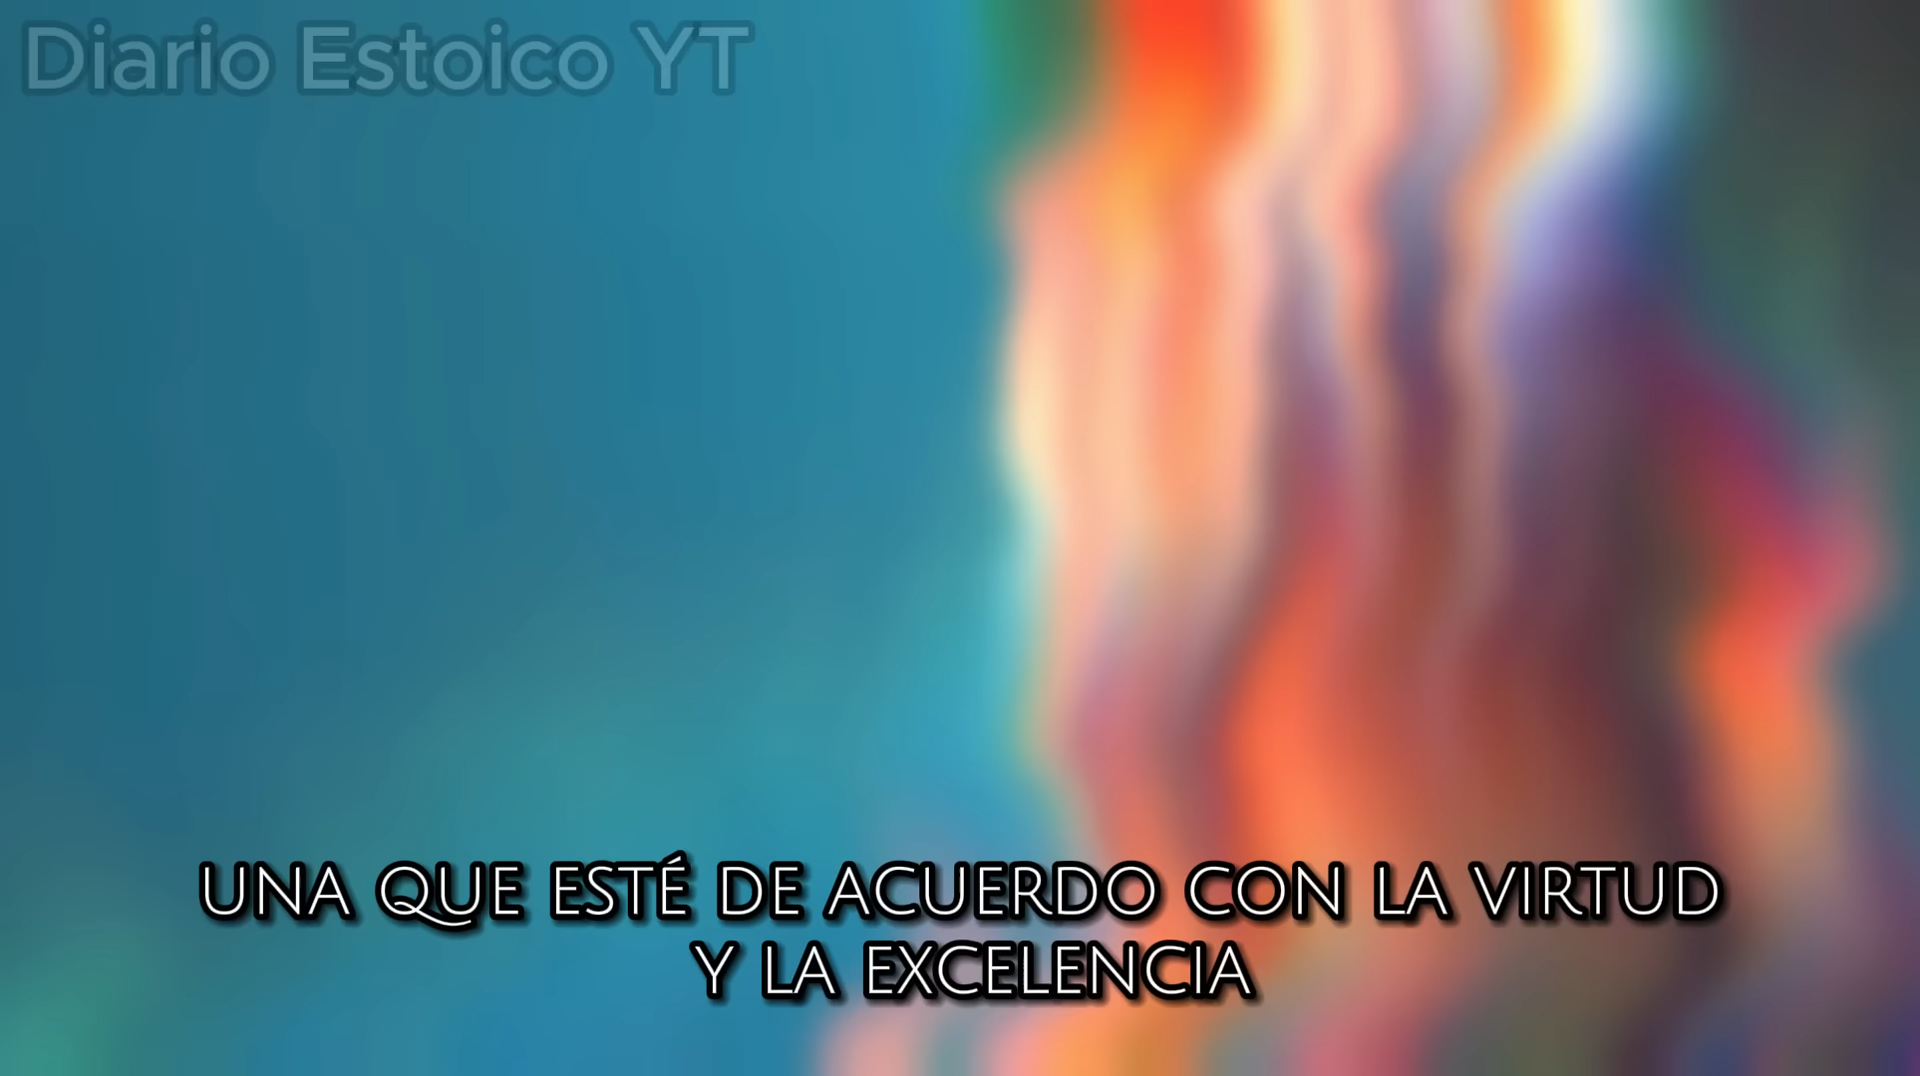 Diario Estoico YT
UNA QUE ESTÉ DE ACUERDO CON LA VIRTUD
Y LA EXCELENCIA